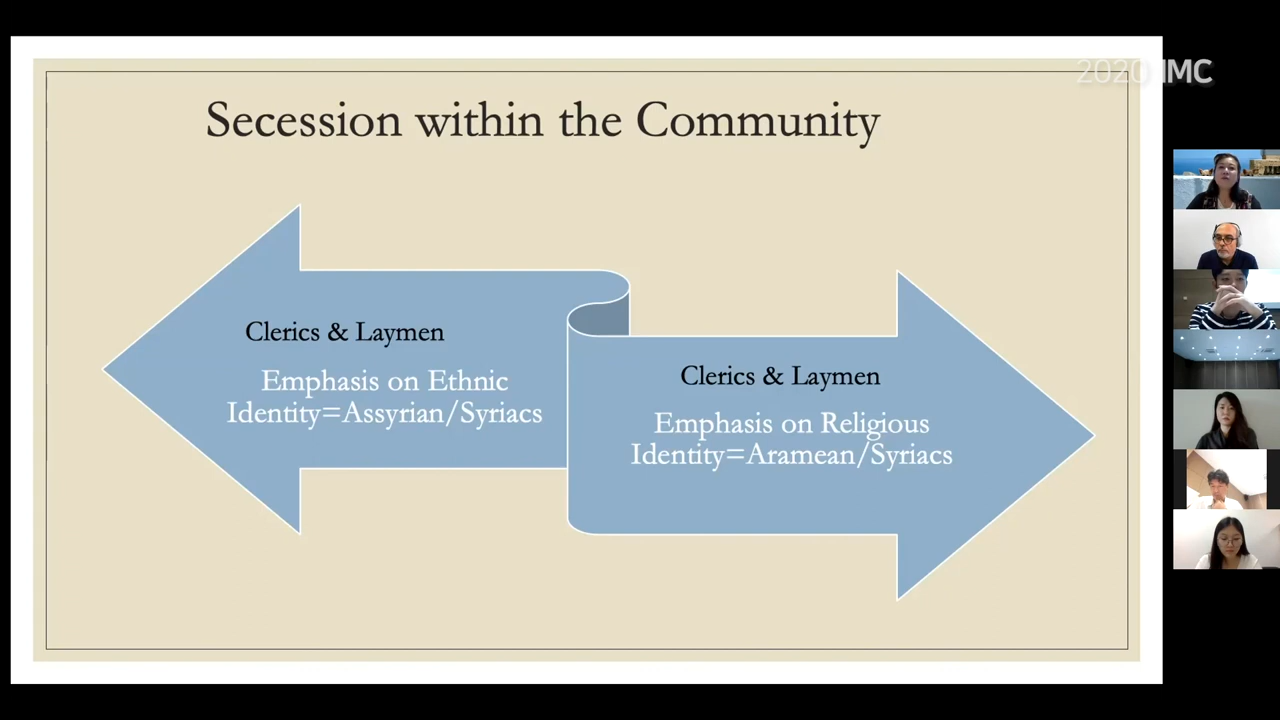 2020 IMC
Secession within the Community
Clerics & Laymen
Emphasis on Ethnic
Identity=Assyrian/Syriacs
Clerics & Laymen
Emphasis on Religious
Identity=Aramean/Syriacs